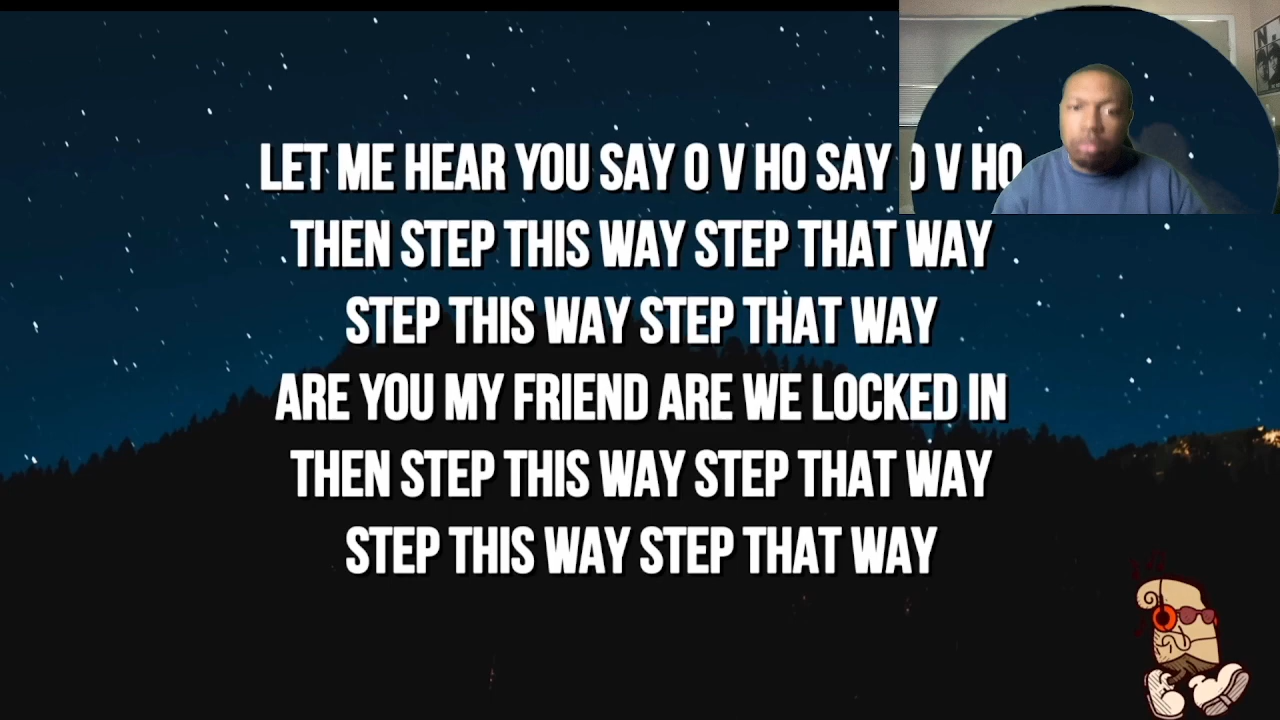 LET ME HEAR YOU SAY O V HO SAY O V HO
THEN STEP THIS WAY STEP THAT WAY
STEP THIS WAY STEP THAT WAY
ARE YOU MY FRIEND ARE WE LOCKED IN
THEN STEP THIS WAY STEP THAT WAY
STEP THIS WAY STEP THAT WAY